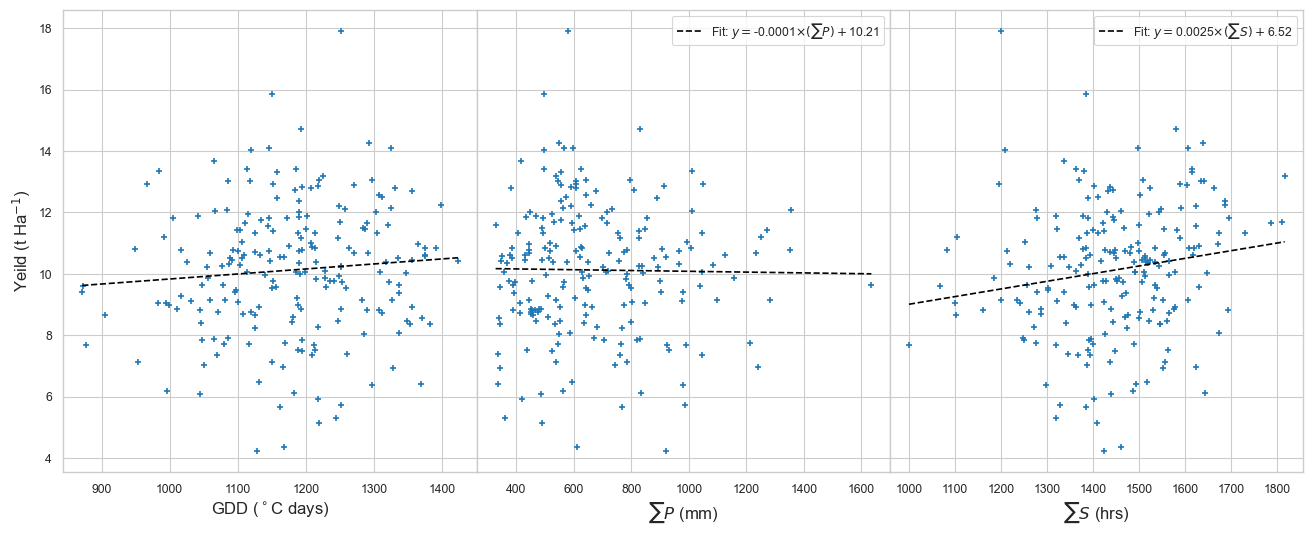 Fit: y = -0.0001×(∑P) + 10.21
Fit: y = 0.0025×(∑S) + 6.52
18
16
14
12
10
8
6
4
Yeild (t Ha⁻¹)
900 1000 1100 1200 1300 1400
400 600 800 1000 1200 1400 1600
1000 1100 1200 1300 1400 1500 1600 1700 1800
GDD (°C days)
∑P (mm)
∑S (hrs)